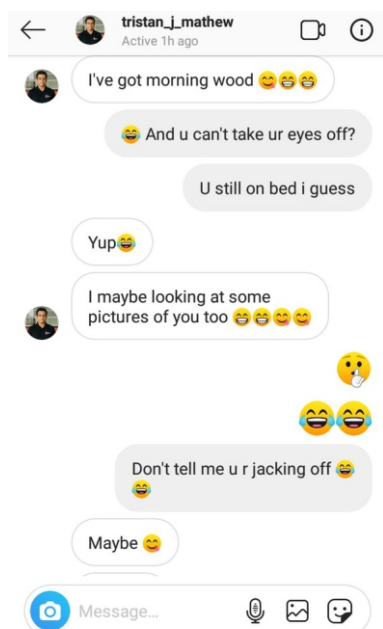 tristan_j_mathew
Active 1h ago
I've got morning wood 😋😁😁
😂 And u can't take ur eyes off?
U still on bed i guess
Yup😂
I maybe looking at some
pictures of you too 😁😁😋😋
🤫
😂😂
Don't tell me u r jacking off 😂
😂
Maybe 😋
Message...